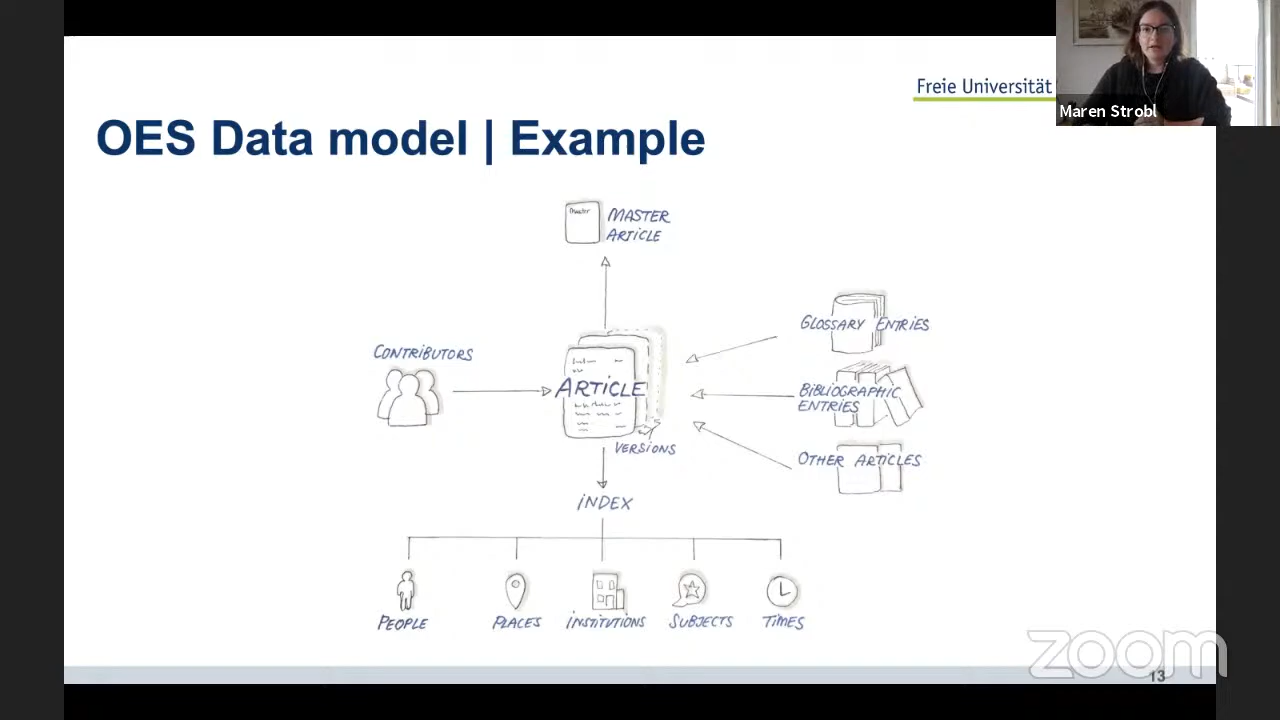 Freie Universität
Maren Strobl
OES Data model | Example
Master
MASTER
ARTICLE
GLOSSARY ENTRIES
CONTRIBUTORS
ARTICLE
BIBLIOGRAPHIC
ENTRIES
VERSIONS
OTHER ARTICLES
INDEX
PEOPLE
PLACES
INSTITUTIONS
SUBJECTS
TIMES
zoom
13